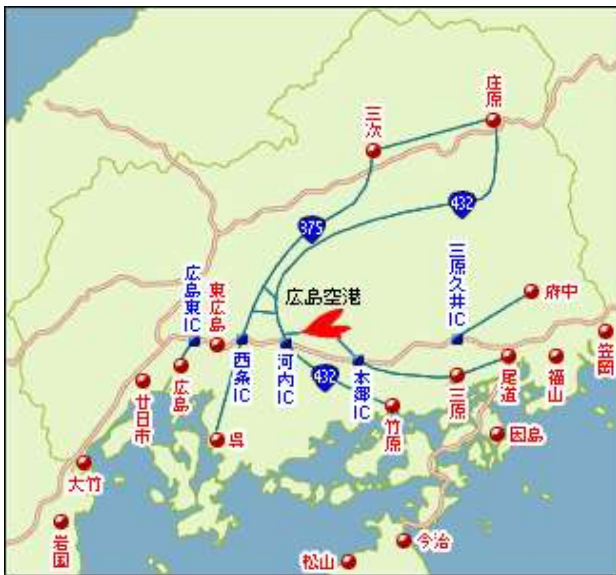 庄原
三次
432
375
広島空港
三原久井IC
府中
広島東IC
東広島
笠岡
西条IC
河内IC
432
本郷IC
広島
廿日市
三原
尾道
福山
竹原
呉
因島
大竹
岩国
今治
松山